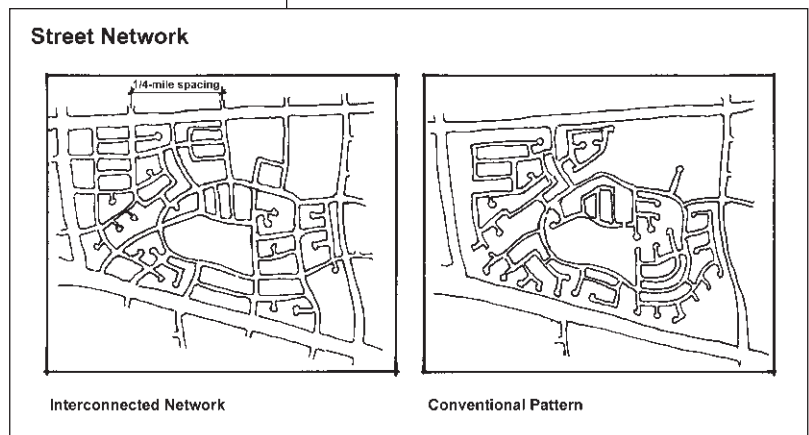 Street Network
1/4-mile spacing
Interconnected Network
Conventional Pattern